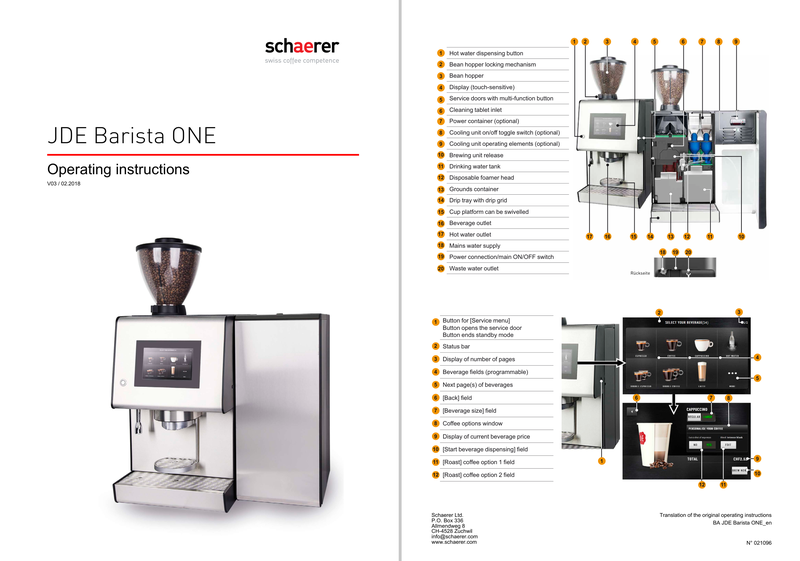 schaerer
swiss coffee competence
JDE Barista ONE
Operating instructions
V03 / 02.2018
1 2 3 4 5 6 7 8 9
1 Hot water dispensing button
2 Bean hopper locking mechanism
3 Bean hopper
4 Display (touch-sensitive)
5 Service doors with multi-function button
6 Cleaning tablet inlet
7 Power container (optional)
8 Cooling unit on/off toggle switch (optional)
9 Cooling unit operating elements (optional)
10 Brewing unit release
11 Drinking water tank
12 Disposable foamer head
13 Grounds container
14 Drip tray with drip grid
15 Cup platform can be swivelled
16 Beverage outlet
17 Hot water outlet
18 Mains water supply
19 Power connection/main ON/OFF switch
20 Waste water outlet
17 16 15 14 13 12 11 10
18 19 20
Rückseite
1 Button for [Service menu]
Button opens the service door
Button ends standby mode
2 Status bar
3 Display of number of pages
4 Beverage fields (programmable)
5 Next page(s) of beverages
6 [Back] field
7 [Beverage size] field
8 Coffee options window
9 Display of current beverage price
10 [Start beverage dispensing] field
11 [Roast] coffee option 1 field
12 [Roast] coffee option 2 field
2 3
SELECT YOUR BEVERAGE
4
5
6 7 8
CAPPUCCINO
REGULAR
PERSONALIZE YOUR COFFEE
TOTAL
9
10
1
12 11
Schaerer Ltd.
P.O. Box 336
Allmendweg 8
CH-4528 Zuchwil
info@schaerer.com
www.schaerer.com
Translation of the original operating instructions
BA JDE Barista ONE_en
N° 021096